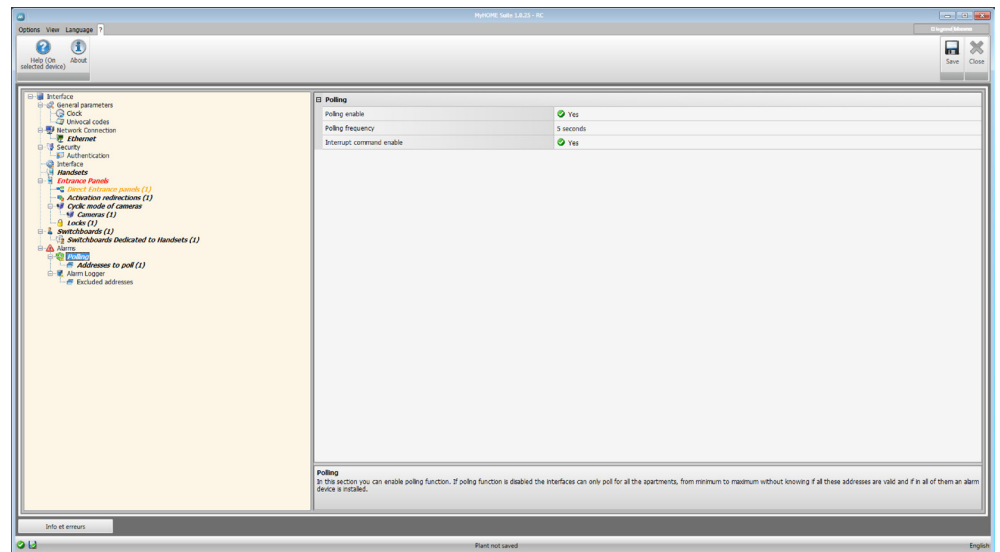 MyHOME Suite 1.0.23 - RC
Options View Language ?
Help (On selected device)
About
Save
Close
Interface
General parameters
Clock
Univocal codes
Network Connection
Ethernet
Security
Authentication
Interface
Handsets
Entrance Panels
Direct Entrance panels (1)
Activation redirections (1)
Cyclic mode of cameras
Cameras (1)
Locks (1)
Switchboards (1)
Switchboards Dedicated to Handsets (1)
Alarms
Polling
Addresses to poll (1)
Alarm Logger
Excluded addresses
Polling
Polling enable Yes
Polling frequency 5 seconds
Interrupt command enable Yes
Polling
In this section you can enable polling function. If polling function is disabled the interfaces can only poll for all the apartments, from minimum to maximum without knowing if all these addresses are valid and if in all of them an alarm
device is installed.
Info et erreurs
Plant not saved
English